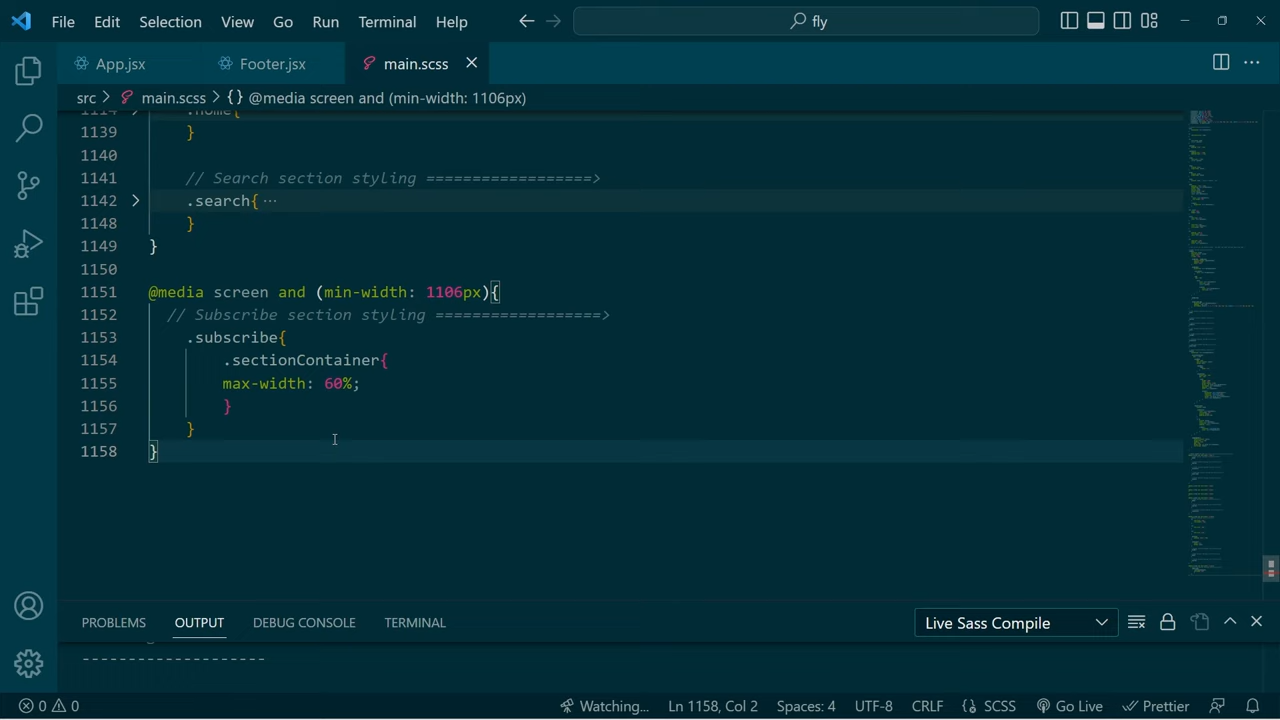 File Edit Selection View Go Run Terminal Help
fly
App.jsx Footer.jsx main.scss
src > main.scss > {} @media screen and (min-width: 1106px)
1114 .home{
1139 }
1140
1141 // Search section styling ==================>
1142 .search{ ···
1148 }
1149 }
1150
1151 @media screen and (min-width: 1106px){
1152 // Subscribe section styling ==================>
1153 .subscribe{
1154 .sectionContainer{
1155 max-width: 60%;
1156 }
1157 }
1158 }
PROBLEMS OUTPUT DEBUG CONSOLE TERMINAL Live Sass Compile
--------------------
0 0 Watching... Ln 1158, Col 2 Spaces: 4 UTF-8 CRLF {} SCSS Go Live Prettier